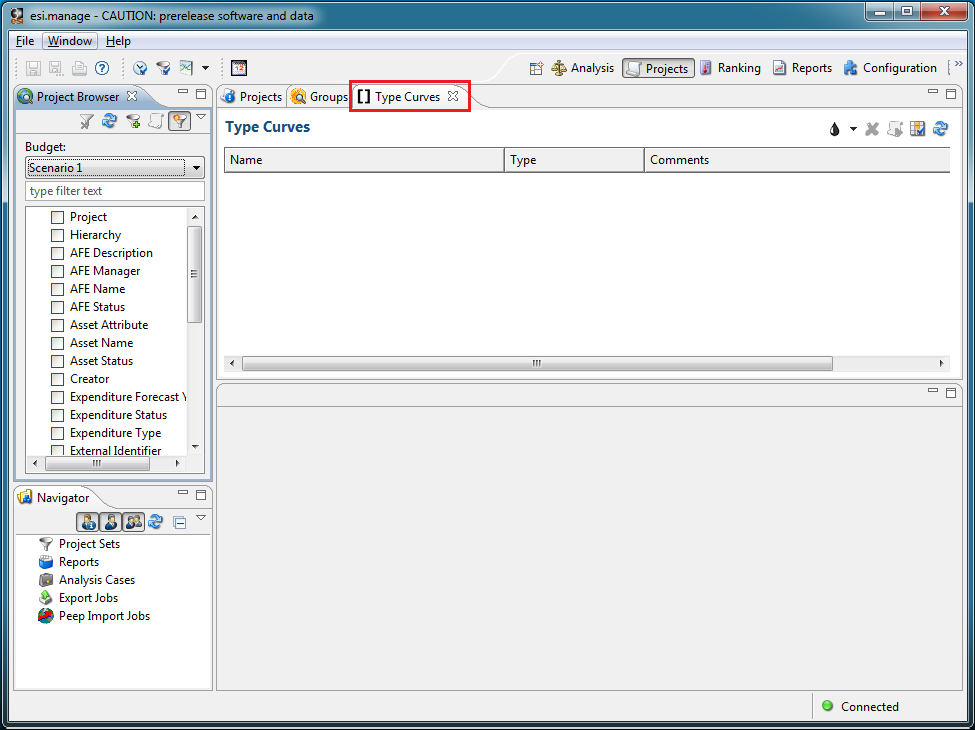 esi.manage - CAUTION: prerelease software and data
File Window Help
12
Analysis Projects Ranking Reports Configuration »
Project Browser
Projects Groups [] Type Curves
Type Curves
Budget:
Scenario 1
type filter text
Name Type Comments
Project
Hierarchy
AFE Description
AFE Manager
AFE Name
AFE Status
Asset Attribute
Asset Name
Asset Status
Creator
Expenditure Forecast Y
Expenditure Status
Expenditure Type
External Identifier
Navigator
Project Sets
Reports
Analysis Cases
Export Jobs
Peep Import Jobs
Connected